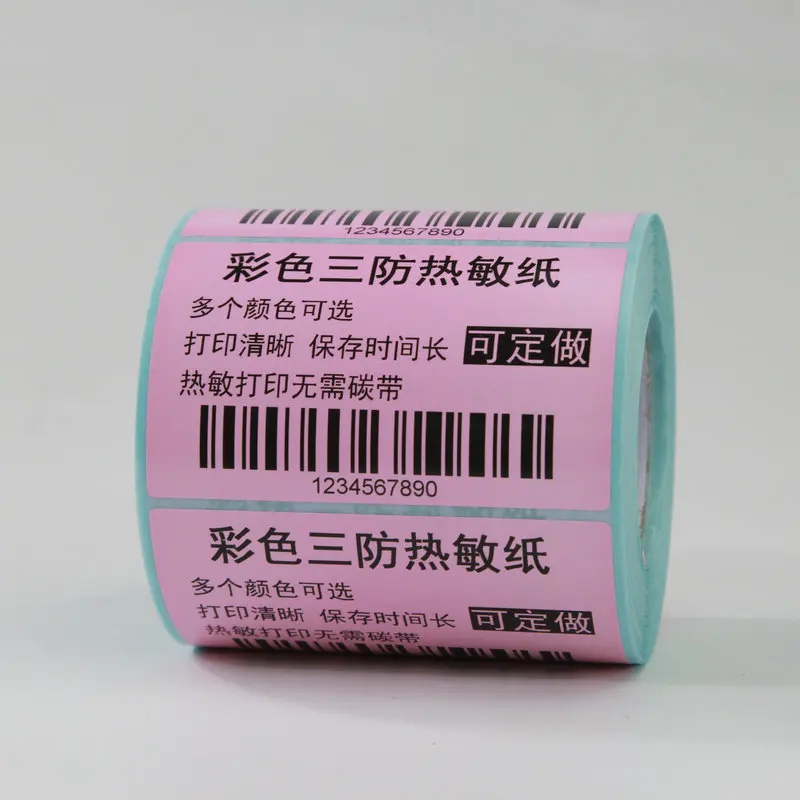 1234567890
彩色三防热敏纸
多个颜色可选
打印清晰 保存时间长 可定做
热敏打印无需碳带
1234567890
彩色三防热敏纸
多个颜色可选
打印清晰 保存时间长 可定做
热敏打印无需碳带